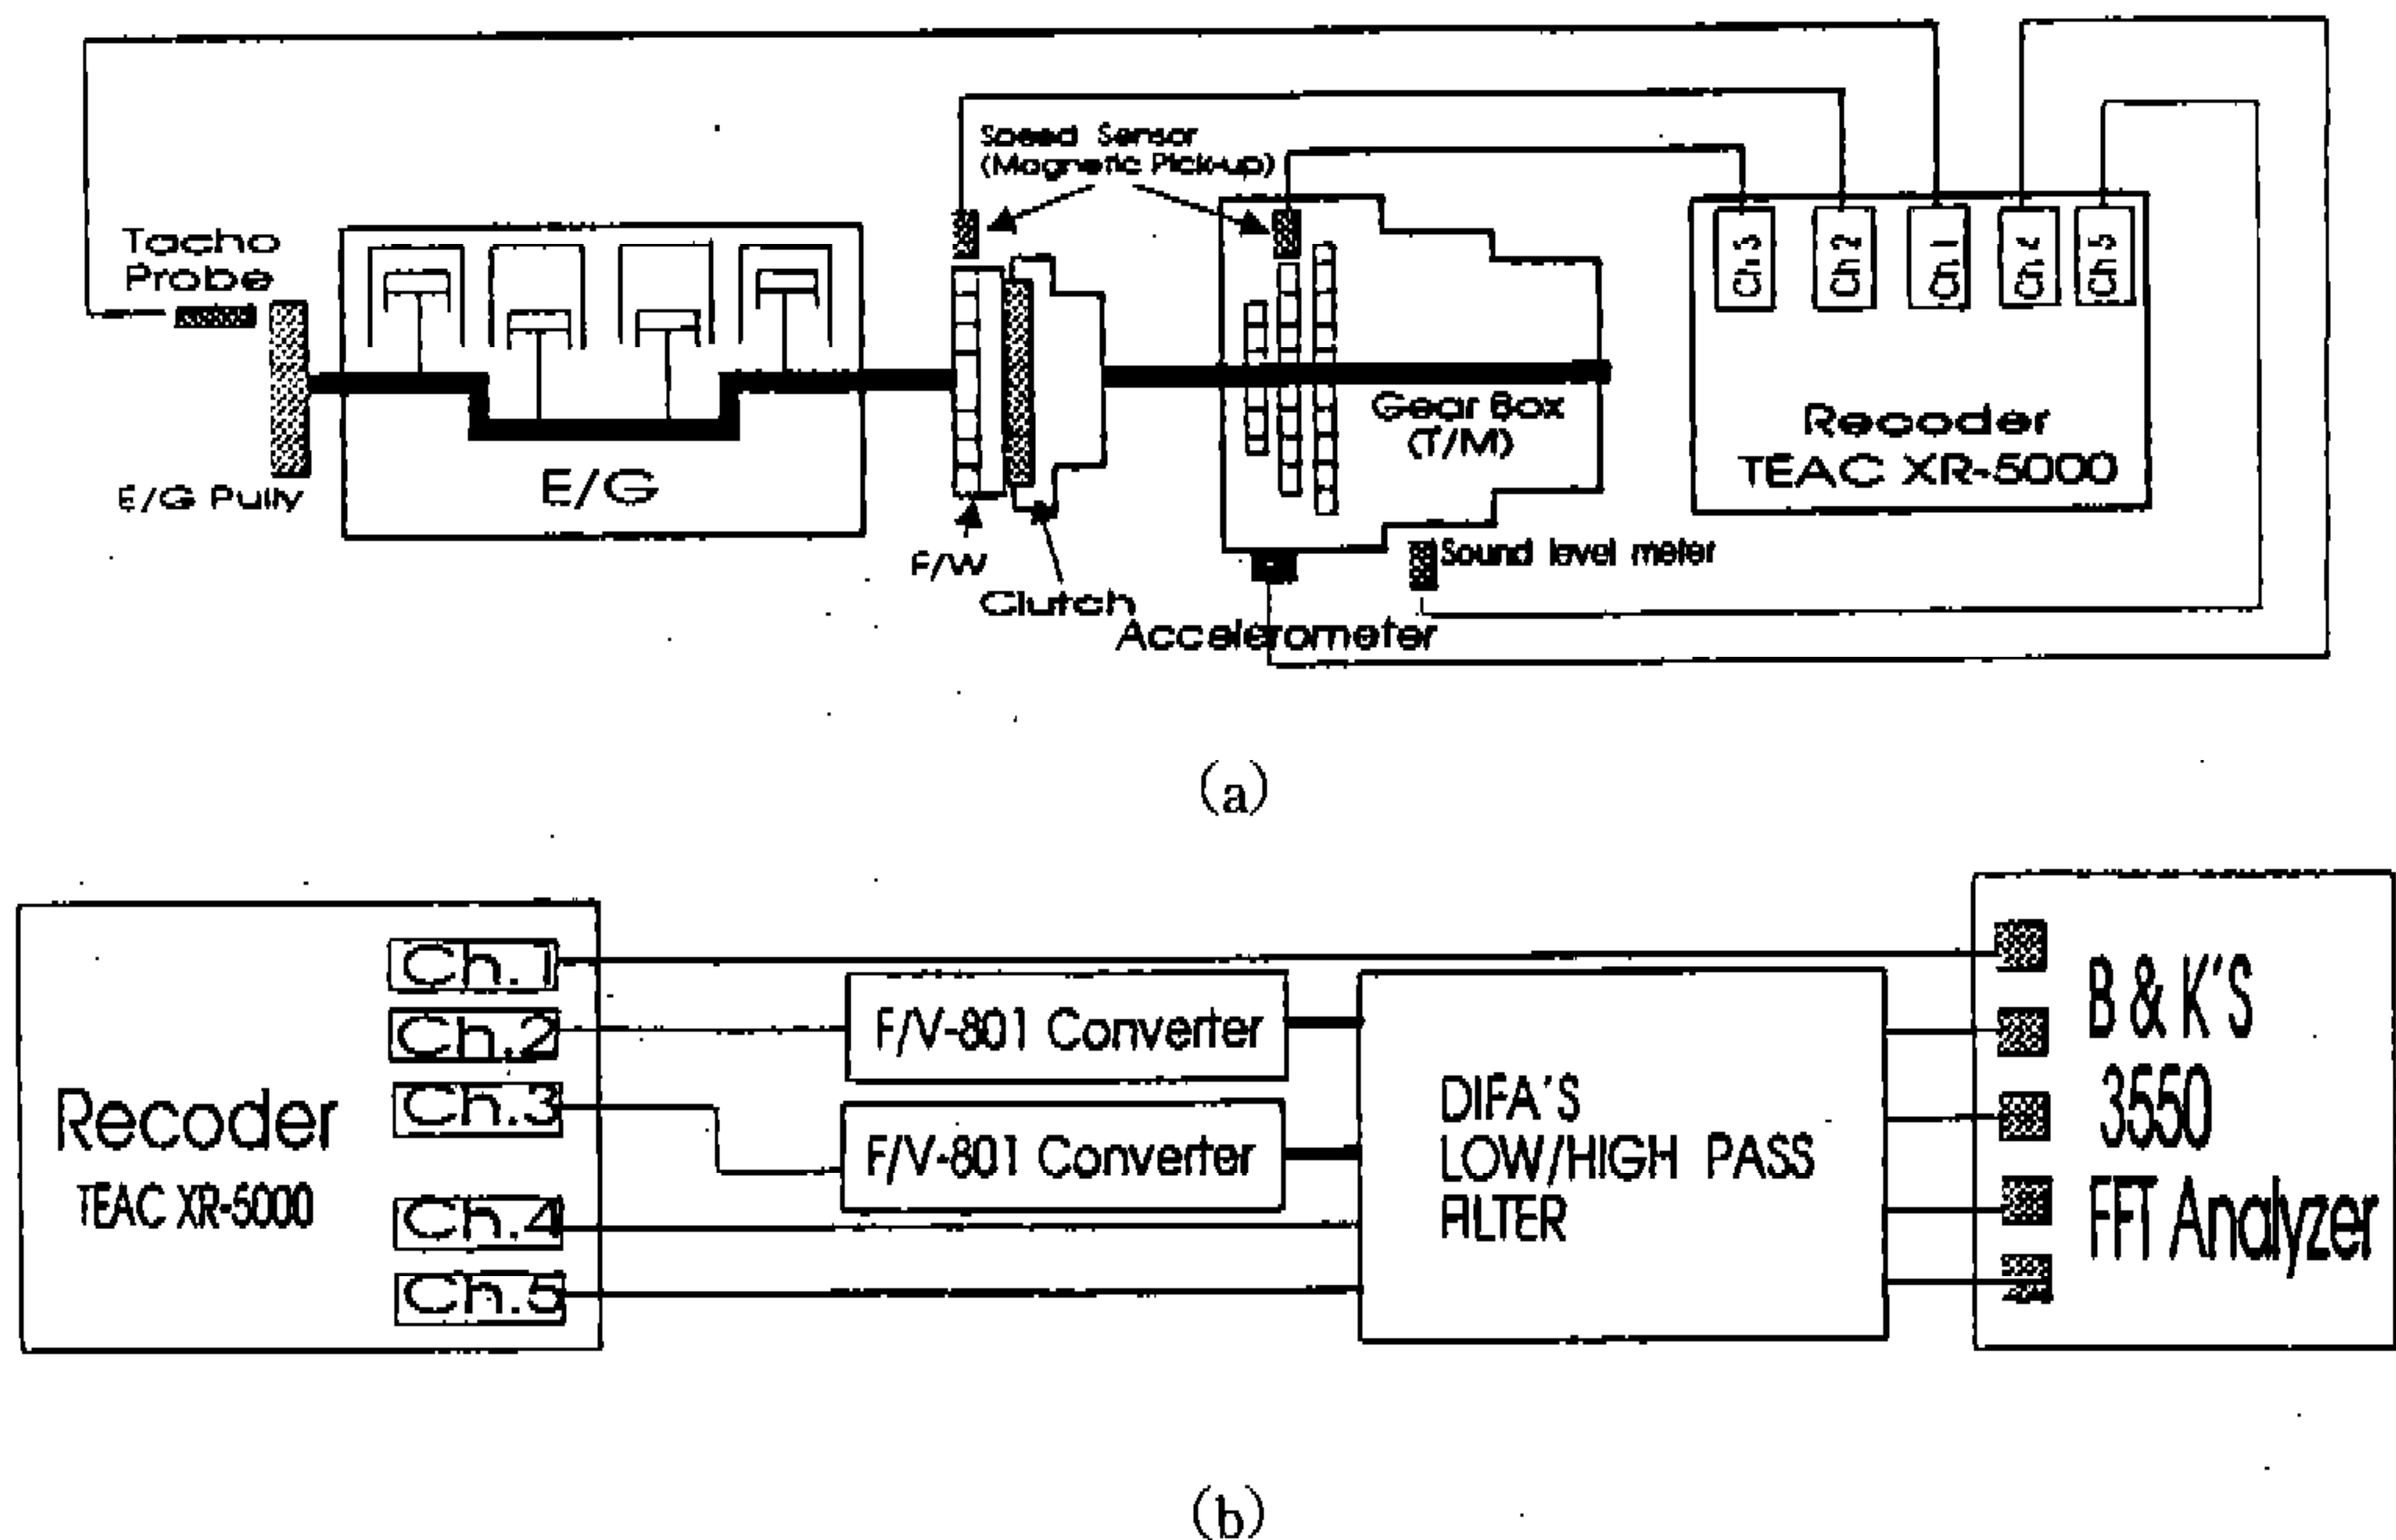 Speed Sensor
(Magnetic Pick-up)
Tacho
Probe
Ch.3
Ch.2
Ch.1
Ch.4
Ch.5
Gear Box
(T/M)
Recoder
TEAC XR-5000
E/G Pully
E/G
F/W
Clutch
Sound level meter
Accelerometer
(a)
Ch.1
Ch.2
Ch.3
Ch.4
Ch.5
Recoder
TEAC XR-5000
F/V-801 Converter
F/V-801 Converter
DIFA'S
LOW/HIGH PASS
FILTER
B & K'S
3550
FFT Analyzer
(b)